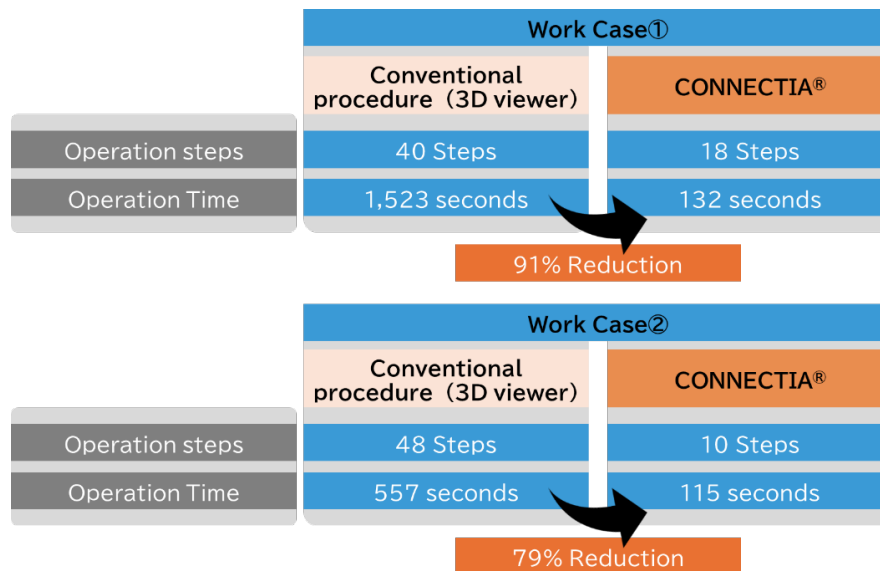 Work Case①
Conventional
procedure（3D viewer）
CONNECTIA®
Operation steps
40 Steps
18 Steps
Operation Time
1,523 seconds
132 seconds
91% Reduction
Work Case②
Conventional
procedure（3D viewer）
CONNECTIA®
Operation steps
48 Steps
10 Steps
Operation Time
557 seconds
115 seconds
79% Reduction